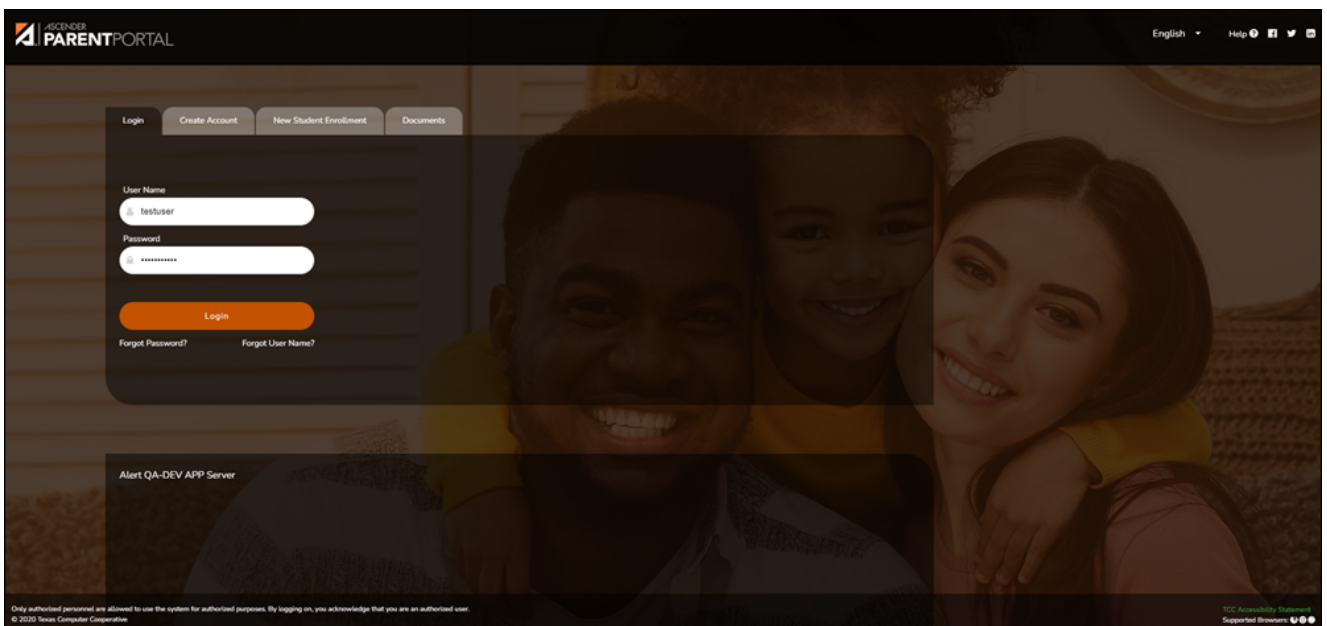 ASCENDER
PARENTPORTAL
English
Help
Login
Create Account
New Student Enrollment
Documents
User Name
testuser
Password
•••••••••••
Login
Forgot Password?
Forgot User Name?
Alert QA-DEV APP Server
Only authorized personnel are allowed to use the system for authorized purposes. By logging on, you acknowledge that you are an authorized user.
© 2020 Texas Computer Cooperative
TCC Accessibility Statement
Supported Browsers: